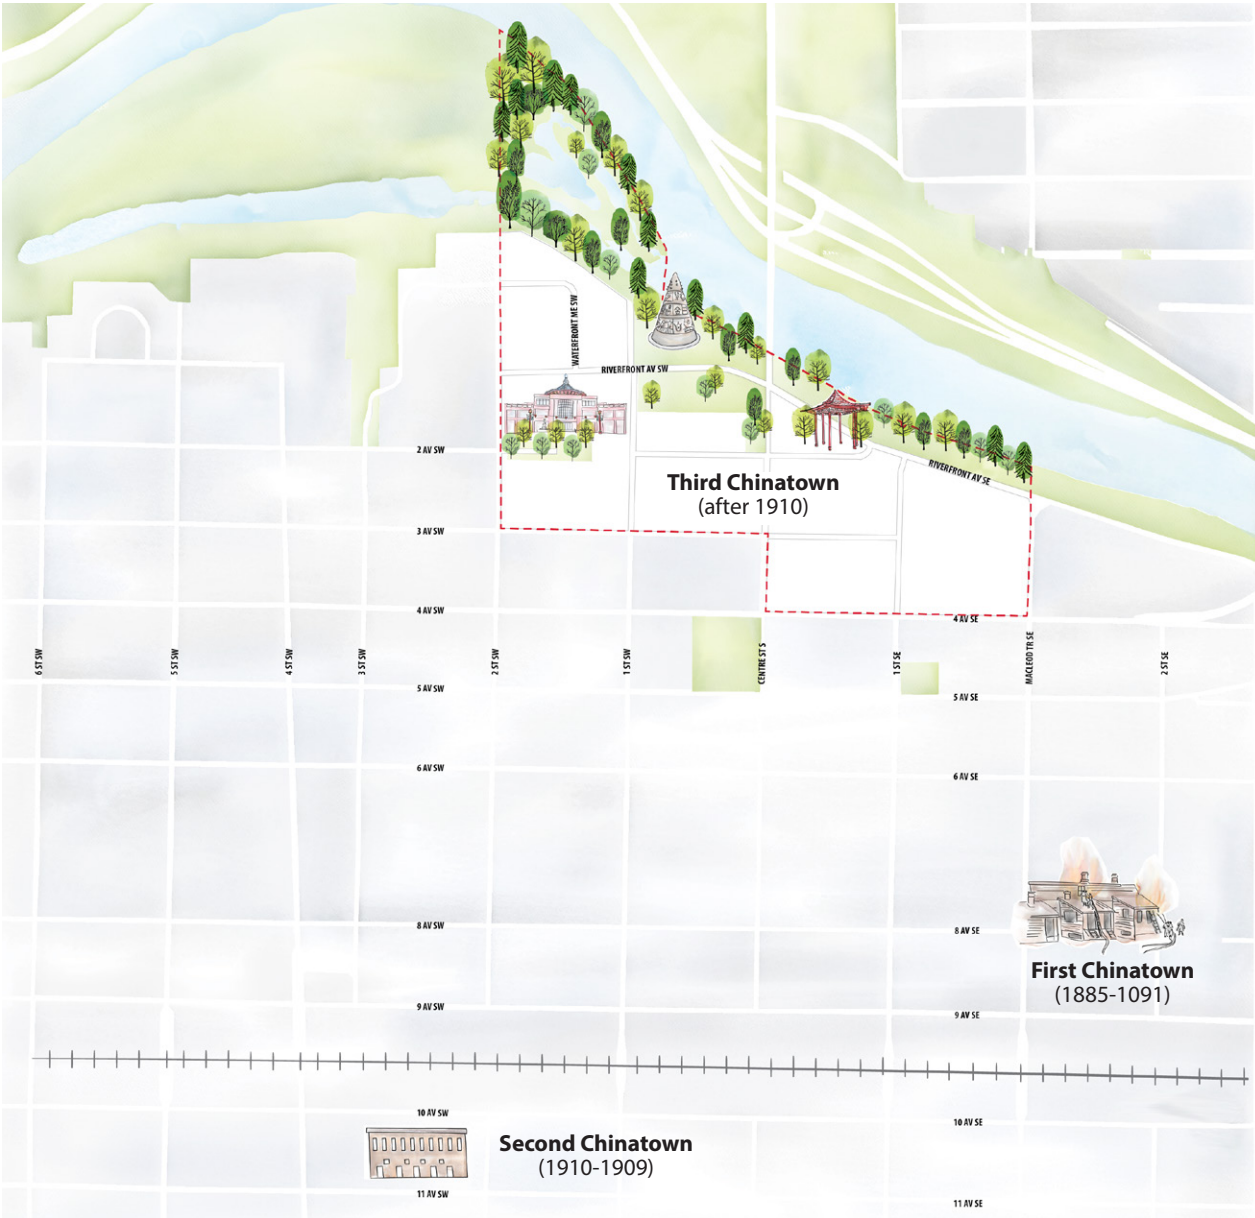 WATERFRONT ME SW
RIVERFRONT AV SW
2 AV SW
RIVERFRONT AV SE
Third Chinatown
(after 1910)
3 AV SW
4 AV SW
4 AV SE
6 ST SW
5 ST SW
4 ST SW
3 ST SW
2 ST SW
1 ST SW
CENTRE ST S
1 ST SE
MACLEOD TR SE
2 ST SE
5 AV SW
5 AV SE
6 AV SW
6 AV SE
8 AV SW
8 AV SE
First Chinatown
(1885-1091)
9 AV SW
9 AV SE
10 AV SW
10 AV SE
Second Chinatown
(1910-1909)
11 AV SW
11 AV SE